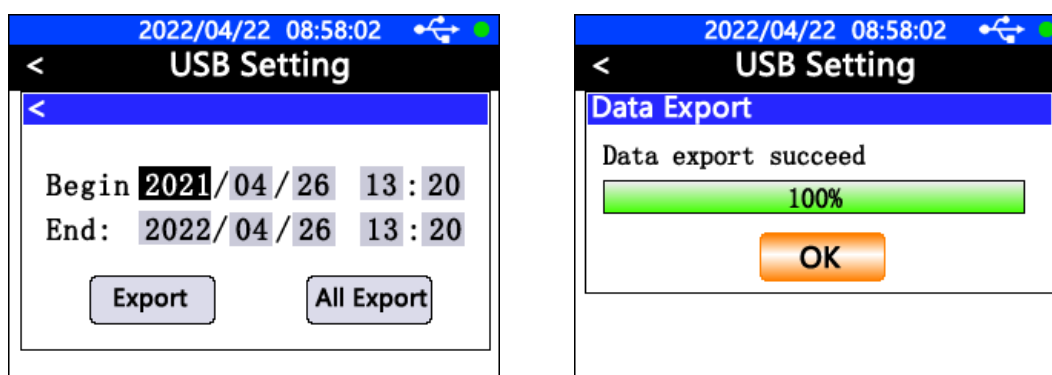 2022/04/22 08:58:02
< USB Setting
<
Begin 2021/04/26 13:20
End: 2022/04/26 13:20
Export All Export
2022/04/22 08:58:02
< USB Setting
Data Export
Data export succeed
100%
OK